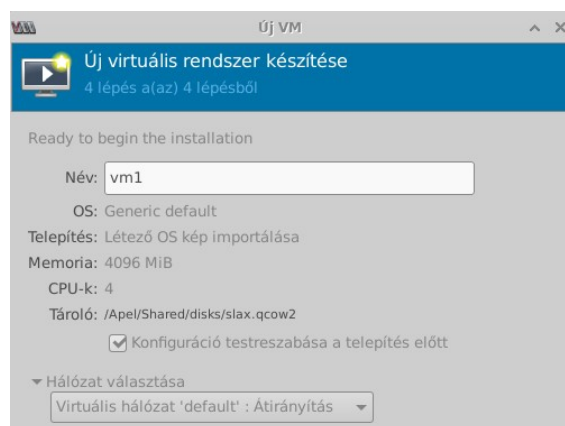 Új VM
Új virtuális rendszer készítése
4 lépés a(az) 4 lépésből
Ready to begin the installation
Név: vm1
OS: Generic default
Telepítés: Létező OS kép importálása
Memoria: 4096 MiB
CPU-k: 4
Tároló: /Apel/Shared/disks/slax.qcow2
Konfiguráció testreszabása a telepítés előtt
Hálózat választása
Virtuális hálózat 'default' : Átirányítás